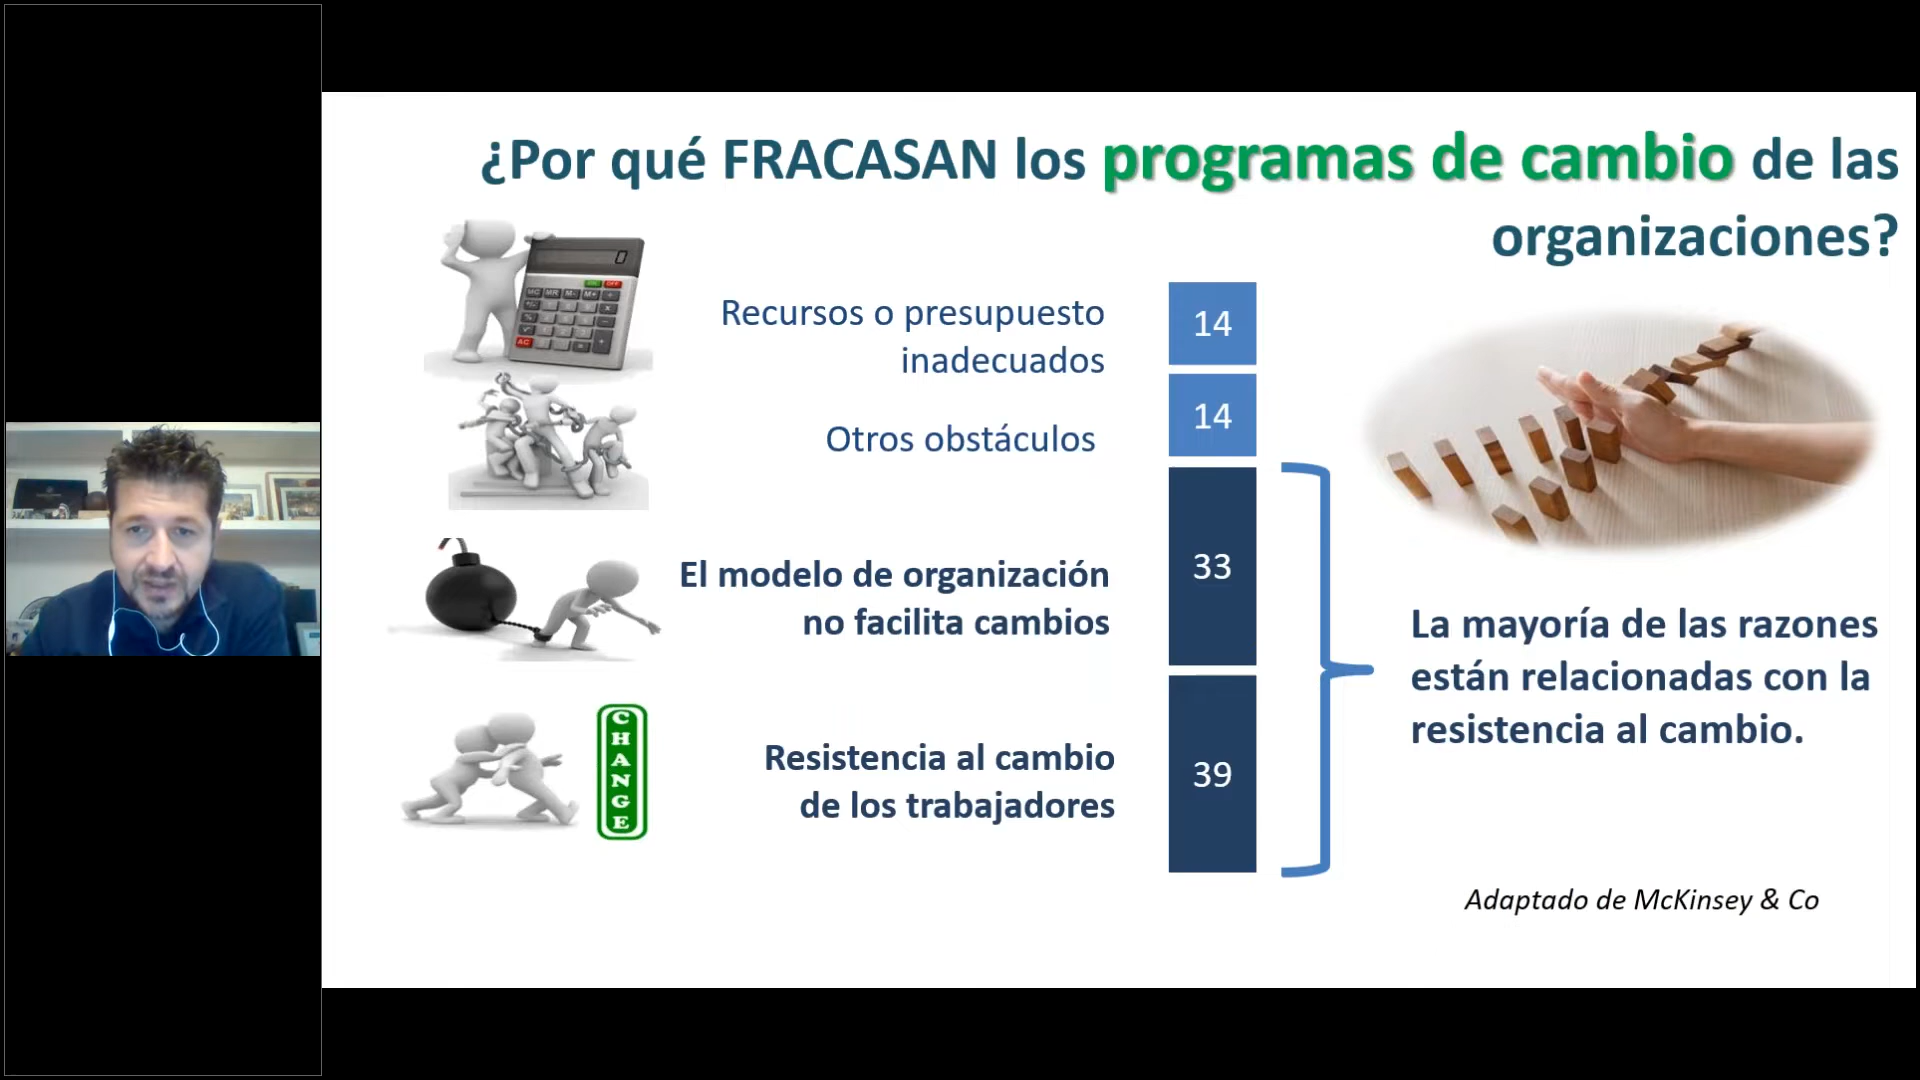 ¿Por qué FRACASAN los programas de cambio de las
organizaciones?
Recursos o presupuesto
inadecuados
14
Otros obstáculos
14
El modelo de organización
no facilita cambios
33
Resistencia al cambio
de los trabajadores
39
CHANGE
La mayoría de las razones
están relacionadas con la
resistencia al cambio.
Adaptado de McKinsey & Co